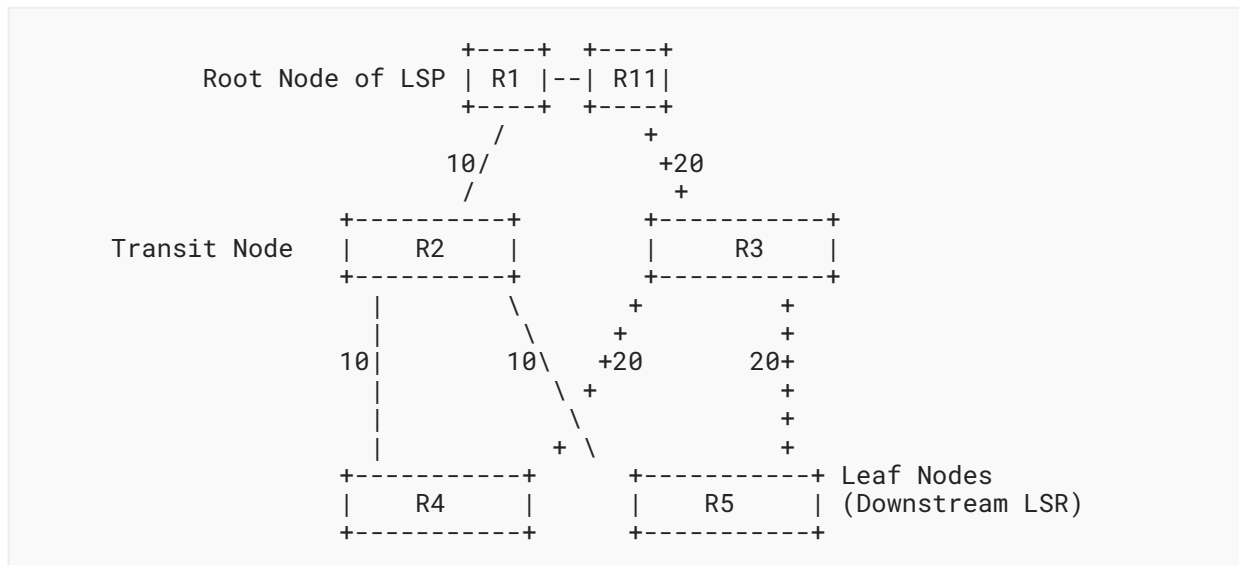 +----+  +----+
      Root Node of LSP | R1 |--| R11|
                       +----+  +----+
                         /         +
                      10/           +20
                       /             +
               +----------+        +-----------+
Transit Node   |    R2    |        |     R3    |
               +----------+        +-----------+
                 |        \       +         +
                 |         \     +          +
               10|        10\   +20       20+
                 |           \ +            +
                 |            \             +
                 |           + \            +
               +-----------+      +-----------+ Leaf Nodes
               |    R4     |      |    R5     | (Downstream LSR)
               +-----------+      +-----------+